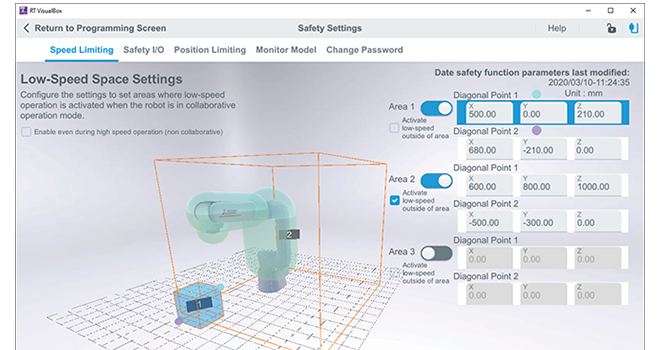 RT VisualBox
Return to Programming Screen
Safety Settings
Help
Speed Limiting Safety I/O Position Limiting Monitor Model Change Password
Low-Speed Space Settings
Configure the settings to set areas where low-speed
operation is activated when the robot is in collaborative
operation mode.
Enable even during high speed operation (non collaborative)
Date safety function parameters last modified:
2020/03/10-11:24:35
Unit : mm
Area 1
Activate
low-speed
outside of area
Diagonal Point 1
X Y Z
500.00 0.00 210.00
Diagonal Point 2
X Y Z
680.00 -210.00 0.00
Area 2
Activate
low-speed
outside of area
Diagonal Point 1
X Y Z
600.00 800.00 1000.00
Diagonal Point 2
X Y Z
-500.00 -300.00 0.00
Area 3
Activate
low-speed
outside of area
Diagonal Point 1
X Y Z
0.00 0.00 0.00
Diagonal Point 2
X Y Z
0.00 0.00 0.00
2
1